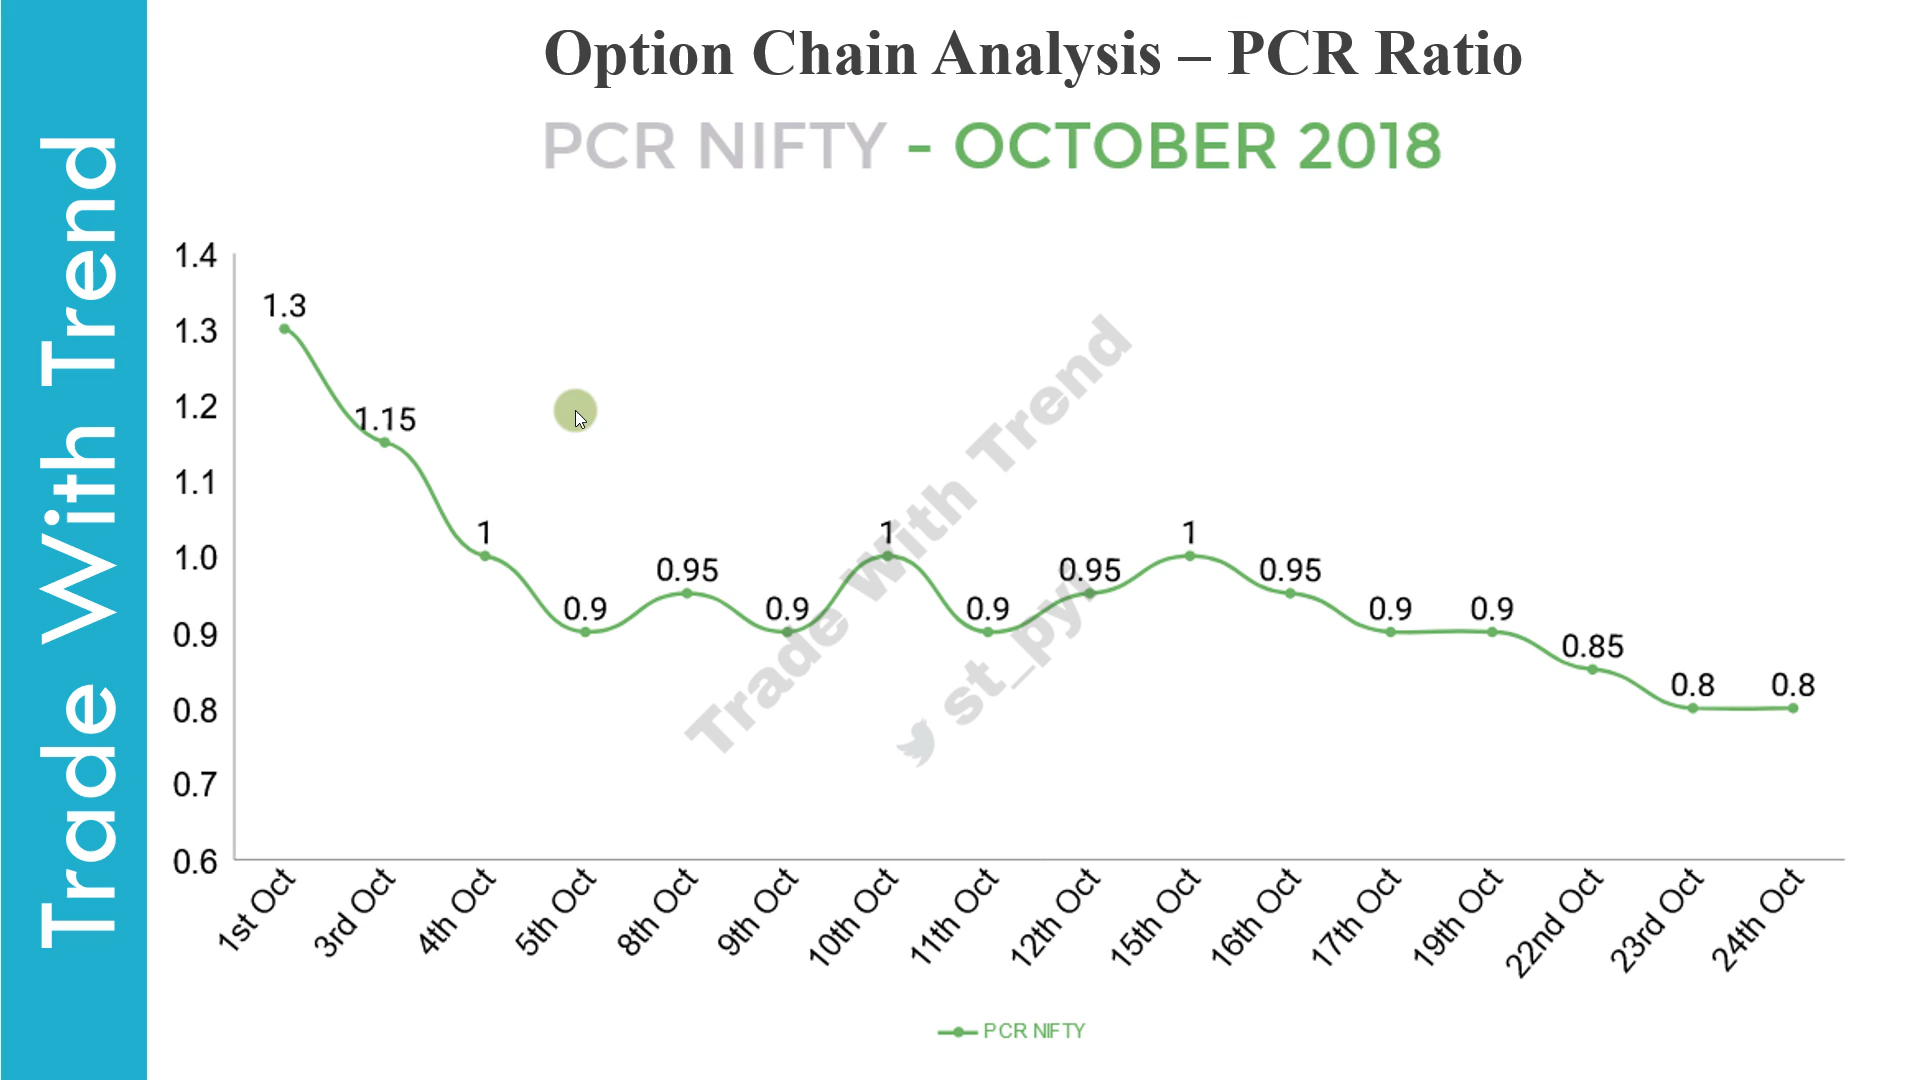 Trade With Trend
Option Chain Analysis – PCR Ratio
PCR NIFTY - OCTOBER 2018
1.4
1.3
1.2
1.1
1.0
0.9
0.8
0.7
0.6
1.3
1.15
1
0.9
0.95
0.9
1
0.9
0.95
1
0.95
0.9
0.9
0.85
0.8
0.8
Trade With Trend
1st Oct
3rd Oct
4th Oct
5th Oct
8th Oct
9th Oct
10th Oct
11th Oct
12th Oct
15th Oct
16th Oct
17th Oct
19th Oct
22nd Oct
23rd Oct
24th Oct
PCR NIFTY